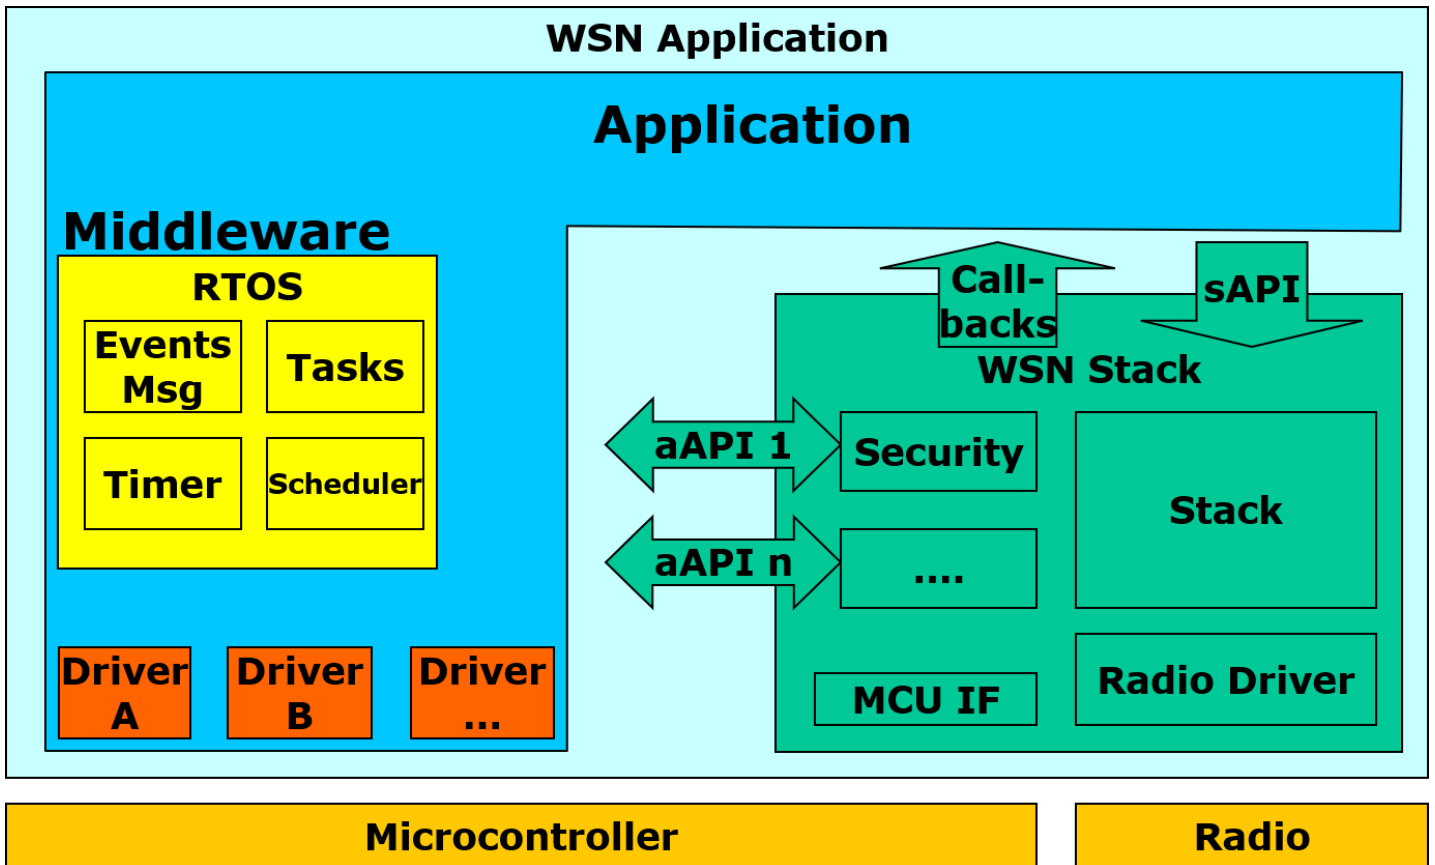 WSN Application
Application
Middleware
RTOS
Events
Msg
Tasks
Timer
Scheduler
Driver
A
Driver
B
Driver
...
Call-
backs
sAPI
WSN Stack
aAPI 1
Security
Stack
aAPI n
....
MCU IF
Radio Driver
Microcontroller
Radio